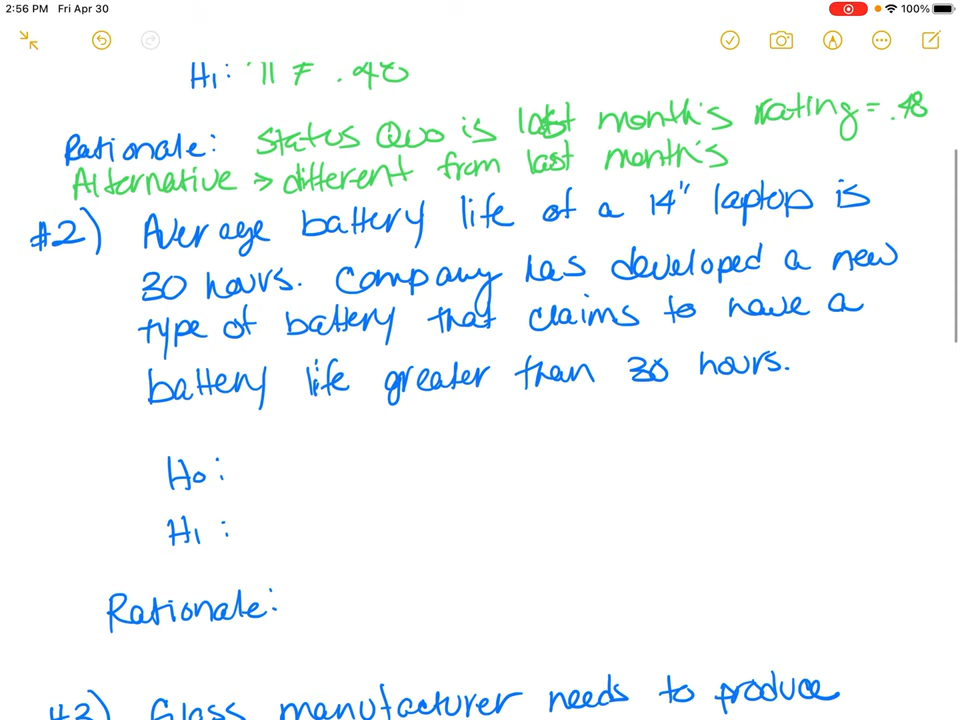 2:56 PM Fri Apr 30
100%
H1: π ≠ .48
Rationale: Status Quo is last month's rating = .48
Alternative => different from last month's
#2) Average battery life of a 14" laptop is
30 hours. Company has developed a new
type of battery that claims to have a
battery life greater than 30 hours.
Ho:
H1:
Rationale:
#3) Glass manufacturer needs to produce